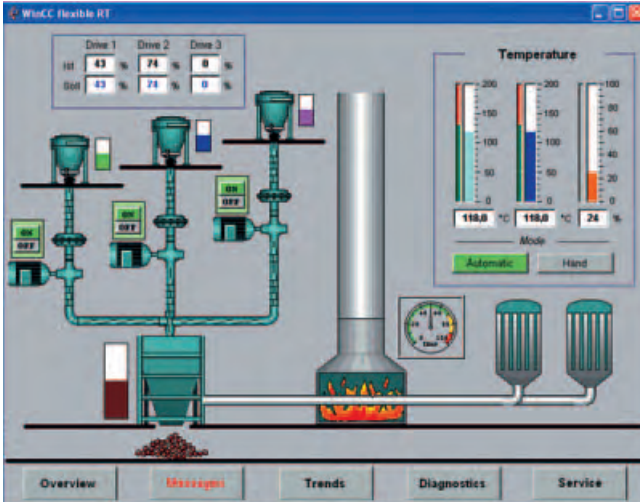 WinCC flexible RT
Drive 1 Drive 2 Drive 3
Ist 43 % 74 % 0 %
Soll 43 % 74 % 0 %
Temperature
200 200 100
150 150 80
60
100 100
40
50 50
20
0 0 0
118,0 °C 118,0 °C 24 %
Mode
Automatic Hand
ON
OFF
ON
OFF
ON
OFF
Overview Messages Trends Diagnostics Service